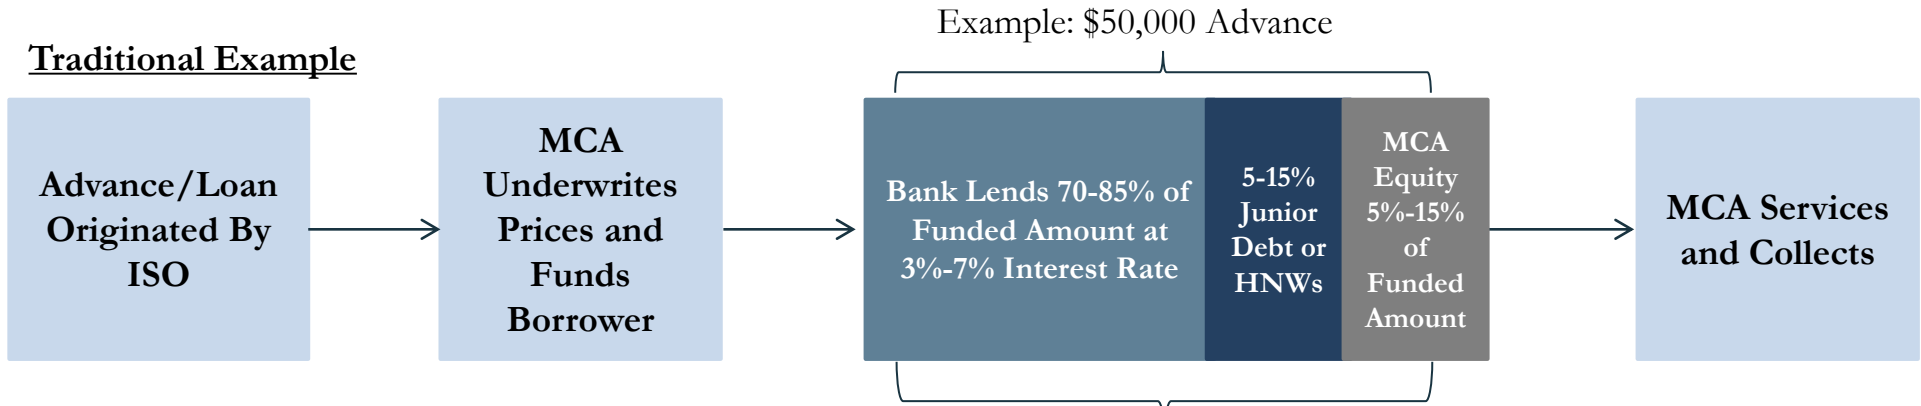 Example: $50,000 Advance
Traditional Example
Advance/Loan
Originated By
ISO
MCA
Underwrites
Prices and
Funds
Borrower
Bank Lends 70-85% of
Funded Amount at
3%-7% Interest Rate
5-15%
Junior
Debt or
HNWs
MCA
Equity
5%-15%
of
Funded
Amount
MCA Services
and Collects